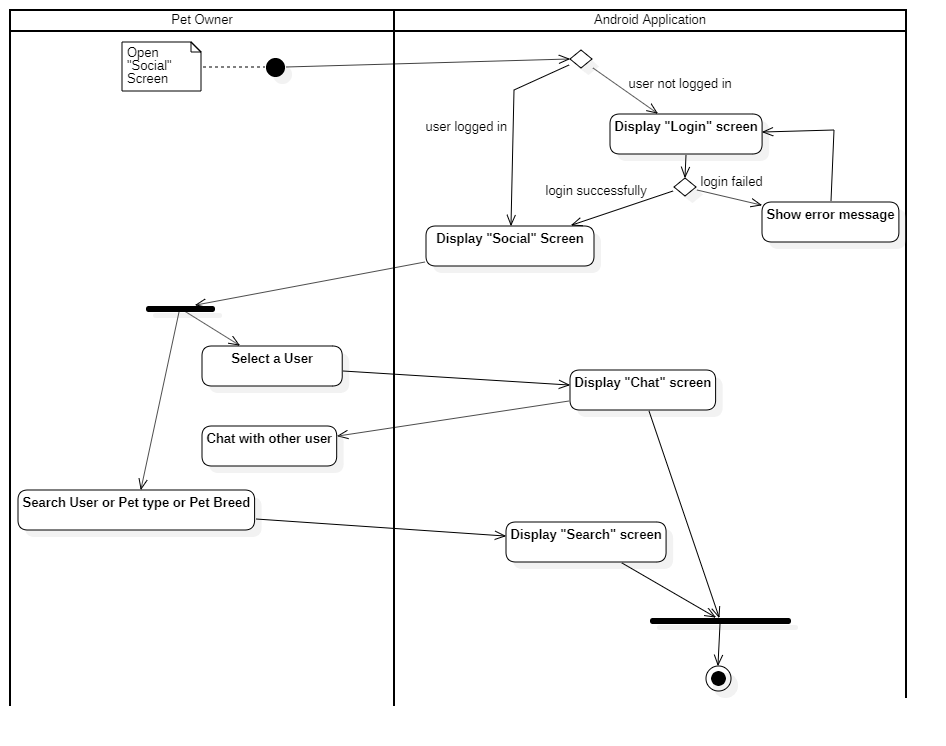 Pet Owner
Android Application
Open
"Social"
Screen
user not logged in
user logged in
Display "Login" screen
login successfully
login failed
Show error message
Display "Social" Screen
Select a User
Display "Chat" screen
Chat with other user
Search User or Pet type or Pet Breed
Display "Search" screen